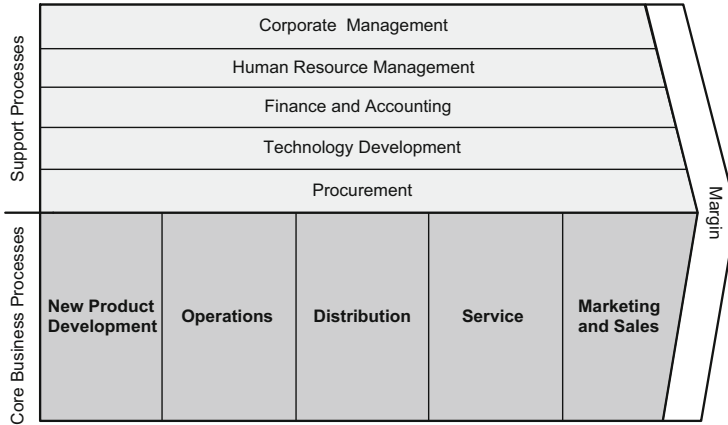 Support Processes
Corporate Management
Human Resource Management
Finance and Accounting
Technology Development
Procurement
Margin
Core Business Processes
New Product
Development
Operations
Distribution
Service
Marketing
and Sales